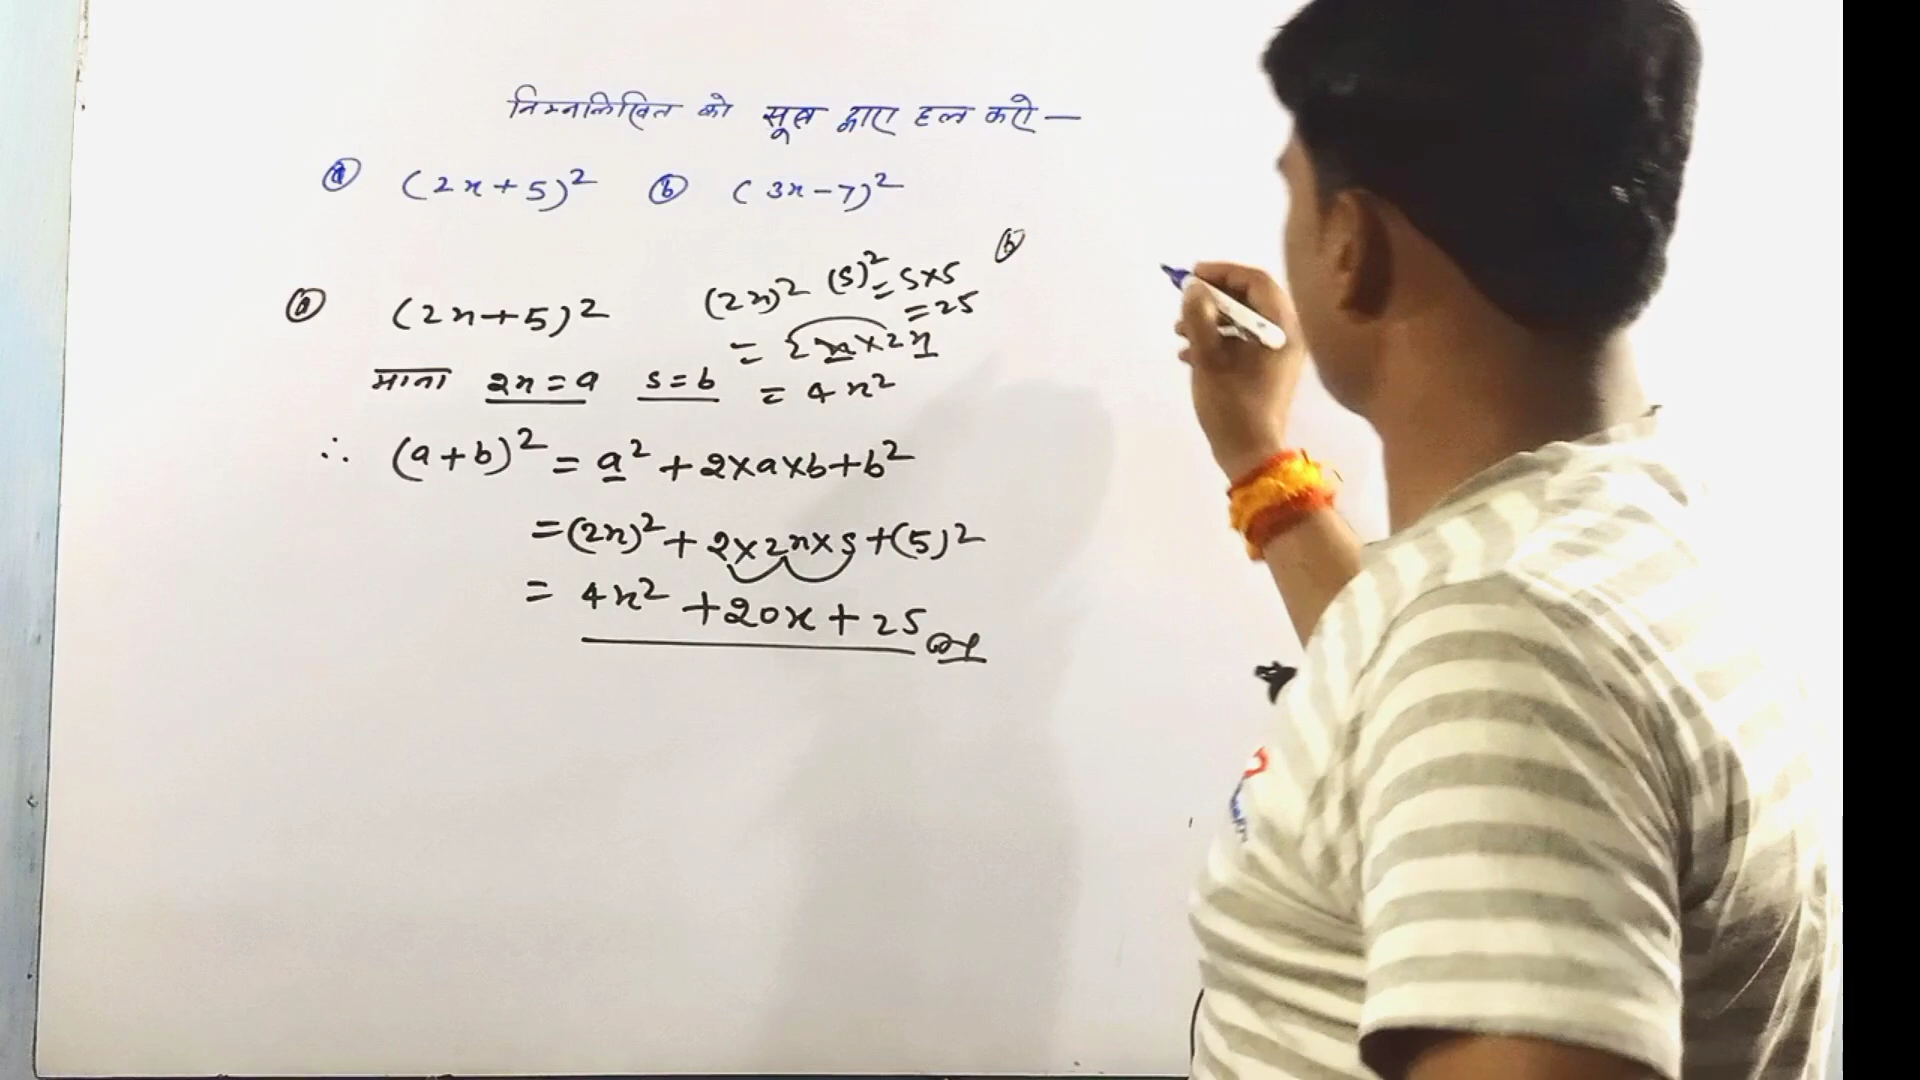 निम्नलिखित को सूत्र द्वारा हल करो —
ⓐ (2x+5)² ⓑ (3x-7)²
ⓐ (2x+5)²
माना 2x=a 5=b
∴ (a+b)² = a² + 2×a×b+b²
=(2x)² + 2×2x×5+(5)²
= 4x² +20x+25
(2x)²
= 2x×2x
= 4x²
(5)² = 5×5
= 25
ⓑ